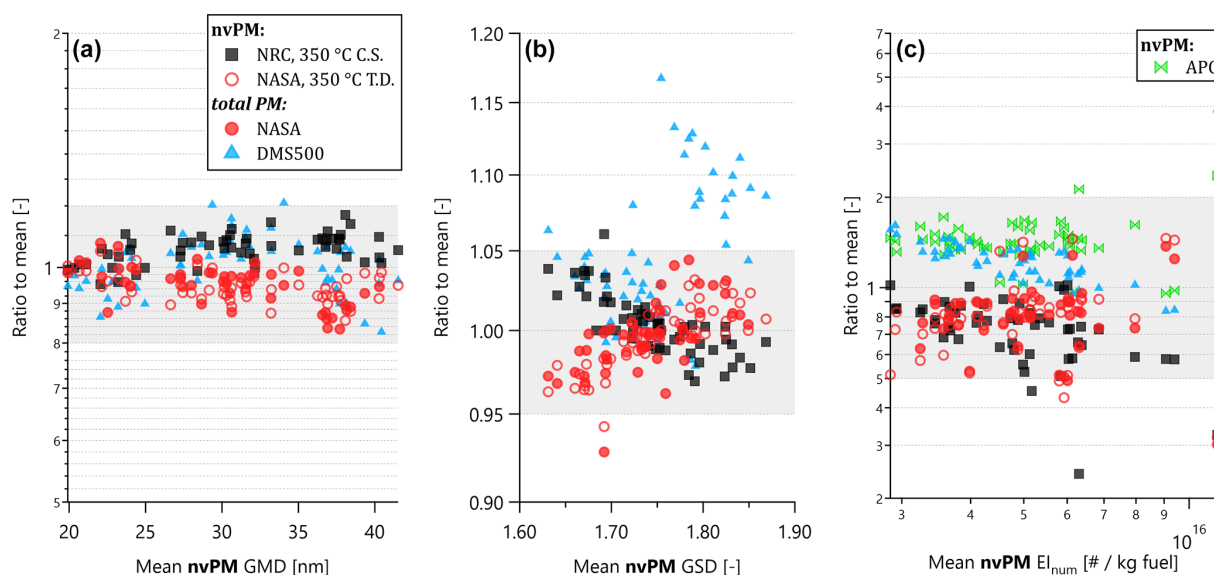 (a)
nvPM:
NRC, 350 °C C.S.
NASA, 350 °C T.D.
total PM:
NASA
DMS500
Ratio to mean [-]
2
1
9
8
7
6
5
20
25
30
35
40
Mean nvPM GMD [nm]
(b)
Ratio to mean [-]
1.20
1.15
1.10
1.05
1.00
0.95
0.90
1.60
1.70
1.80
1.90
Mean nvPM GSD [-]
(c)
nvPM:
APC
Ratio to mean [-]
7
6
5
4
3
2
1
9
8
7
6
5
4
3
2
3
4
5
6
7
8
9
10¹⁶
Mean nvPM EI_num [# / kg fuel]